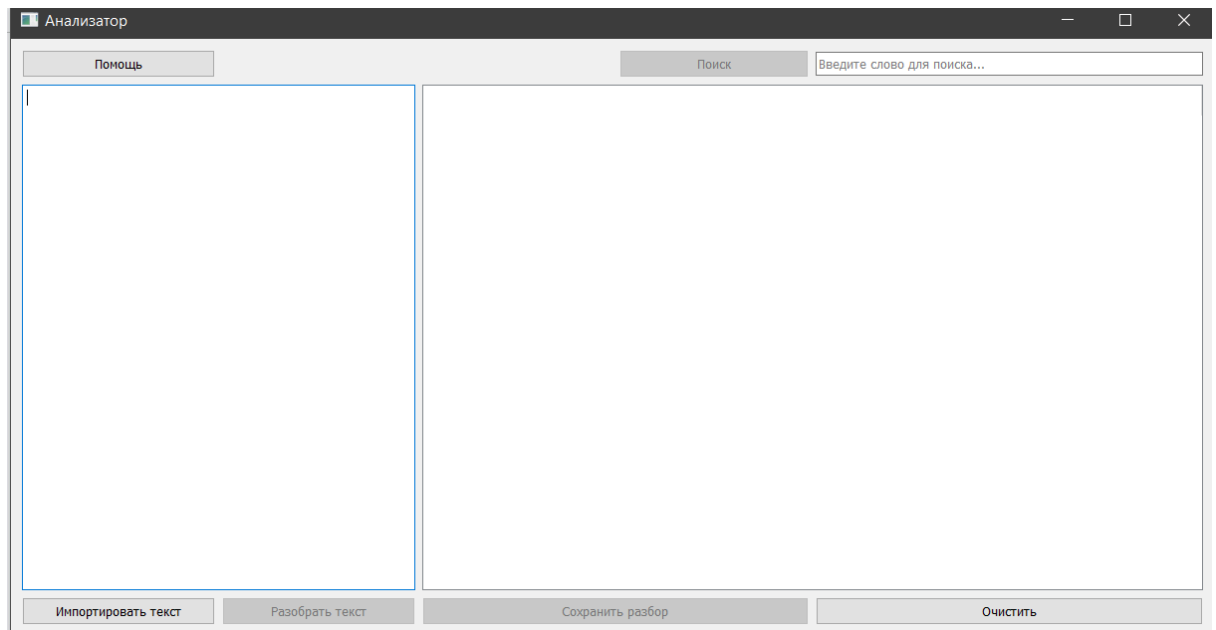 Анализатор
Помощь
Поиск
Введите слово для поиска...
Импортировать текст
Разобрать текст
Сохранить разбор
Очистить